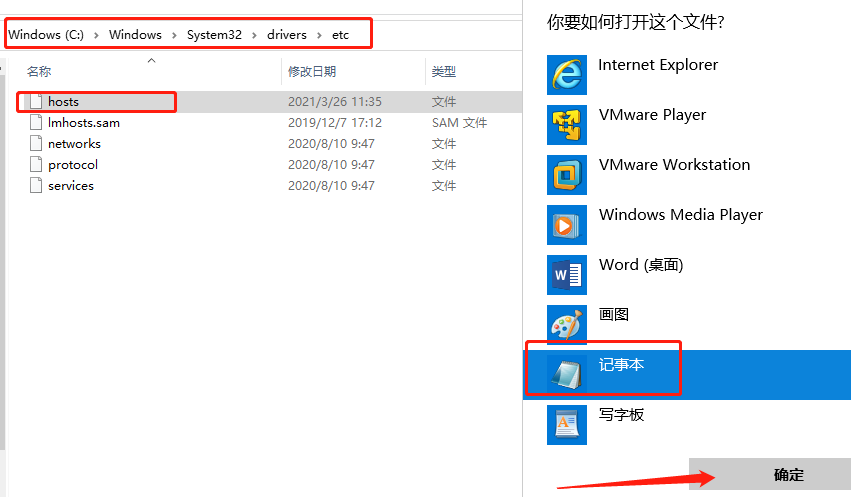 Windows (C:) › Windows › System32 › drivers › etc
名称 修改日期 类型
hosts 2021/3/26 11:35 文件
lmhosts.sam 2019/12/7 17:12 SAM 文件
networks 2020/8/10 9:47 文件
protocol 2020/8/10 9:47 文件
services 2020/8/10 9:47 文件
你要如何打开这个文件?
Internet Explorer
VMware Player
VMware Workstation
Windows Media Player
Word (桌面)
画图
记事本
写字板
确定